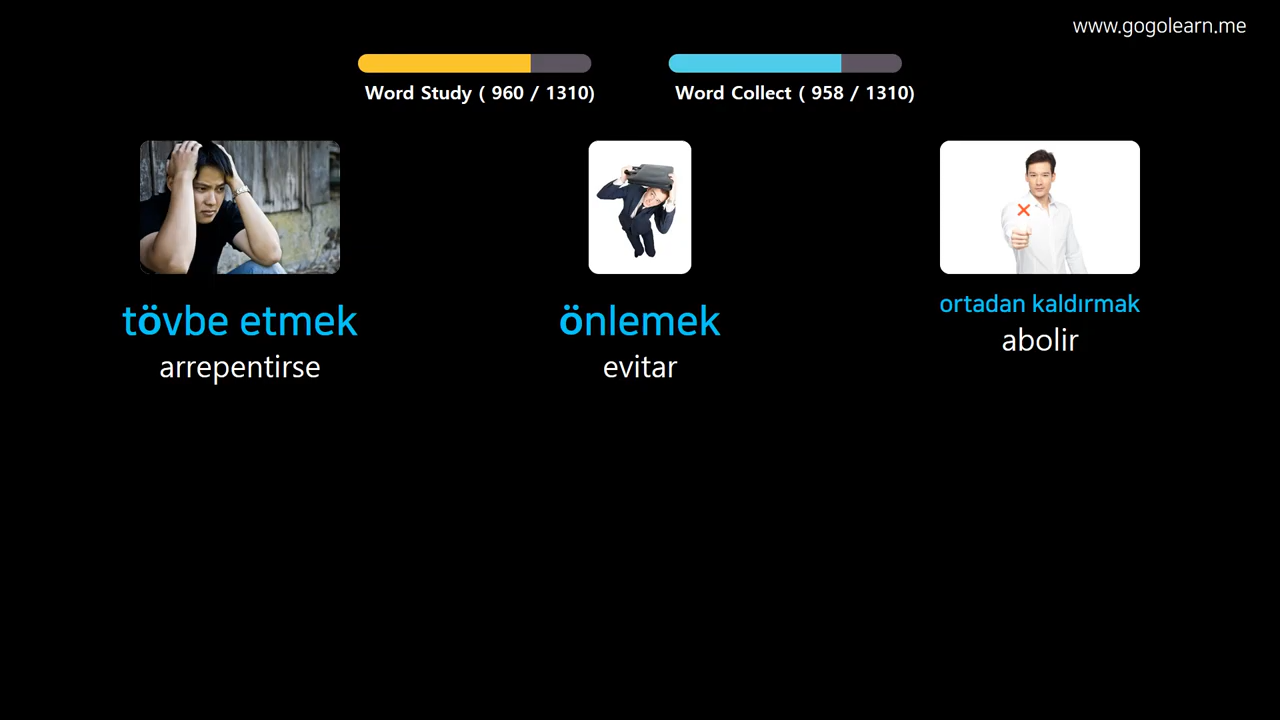 www.gogolearn.me
Word Study ( 960 / 1310)
Word Collect ( 958 / 1310)
tövbe etmek
arrepentirse
önlemek
evitar
ortadan kaldırmak
abolir